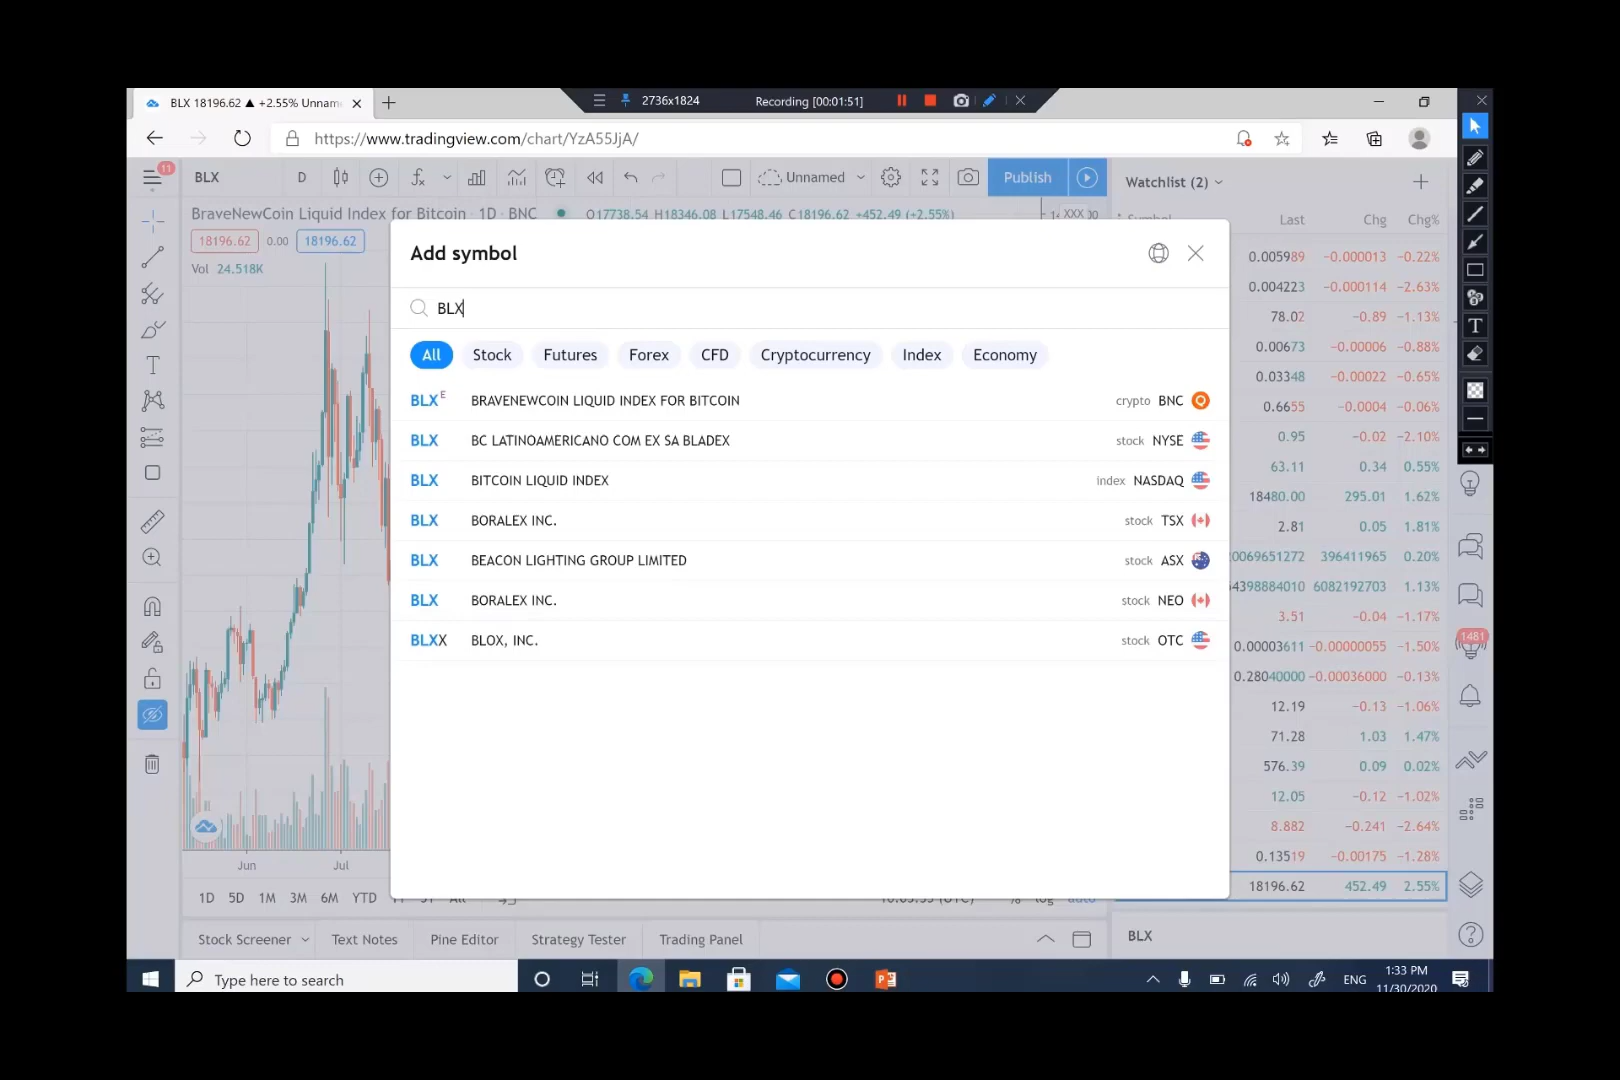 BLX 18196.62 ▲ +2.55% Unnam
2736x1824
Recording [00:01:51]
https://www.tradingview.com/chart/YzA55JjA/
11
BLX
D
Unnamed
Publish
Watchlist (2)
BraveNewCoin Liquid Index for Bitcoin · 1D · BNC
O17738.54 H18346.08 L17548.46 C18196.62 +452.49 (+2.55%)
XXX
Symbol
Last
Chg
Chg%
18196.62
0.00
18196.62
Vol 24.518K
Add symbol
BLX
All
Stock
Futures
Forex
CFD
Cryptocurrency
Index
Economy
BLX E BRAVENEWCOIN LIQUID INDEX FOR BITCOIN crypto BNC
BLX BC LATINOAMERICANO COM EX SA BLADEX stock NYSE
BLX BITCOIN LIQUID INDEX index NASDAQ
BLX BORALEX INC. stock TSX
BLX BEACON LIGHTING GROUP LIMITED stock ASX
BLX BORALEX INC. stock NEO
BLXX BLOX, INC. stock OTC
0.005989 −0.000013 −0.22%
0.004223 −0.000114 −2.63%
78.02 −0.89 −1.13%
0.00673 −0.00006 −0.88%
0.03348 −0.00022 −0.65%
0.6655 −0.0004 −0.06%
0.95 −0.02 −2.10%
63.11 0.34 0.55%
18480.00 295.01 1.62%
2.81 0.05 1.81%
20069651272 396411965 0.20%
4398884010 6082192703 1.13%
3.51 −0.04 −1.17%
0.00003611 −0.00000055 −1.50%
0.28040000 −0.00036000 −0.13%
12.19 −0.13 −1.06%
71.28 1.03 1.47%
576.39 0.09 0.02%
12.05 −0.12 −1.02%
8.882 −0.241 −2.64%
0.13519 −0.00175 −1.28%
18196.62 452.49 2.55%
1481
Jun
Jul
1D 5D 1M 3M 6M YTD
% log auto
Stock Screener
Text Notes
Pine Editor
Strategy Tester
Trading Panel
BLX
Type here to search
ENG
1:33 PM
11/30/2020